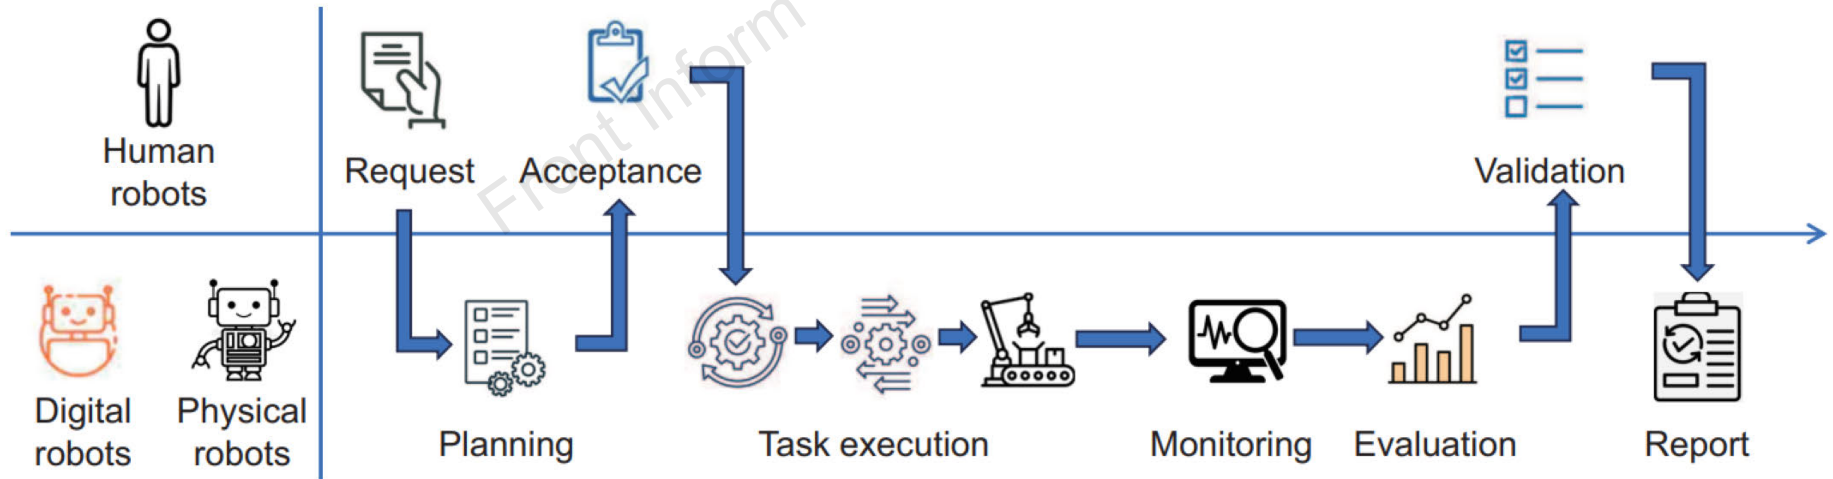 Front Inform
Human
robots
Request
Acceptance
Validation
Digital
robots
Physical
robots
Planning
Task execution
Monitoring
Evaluation
Report